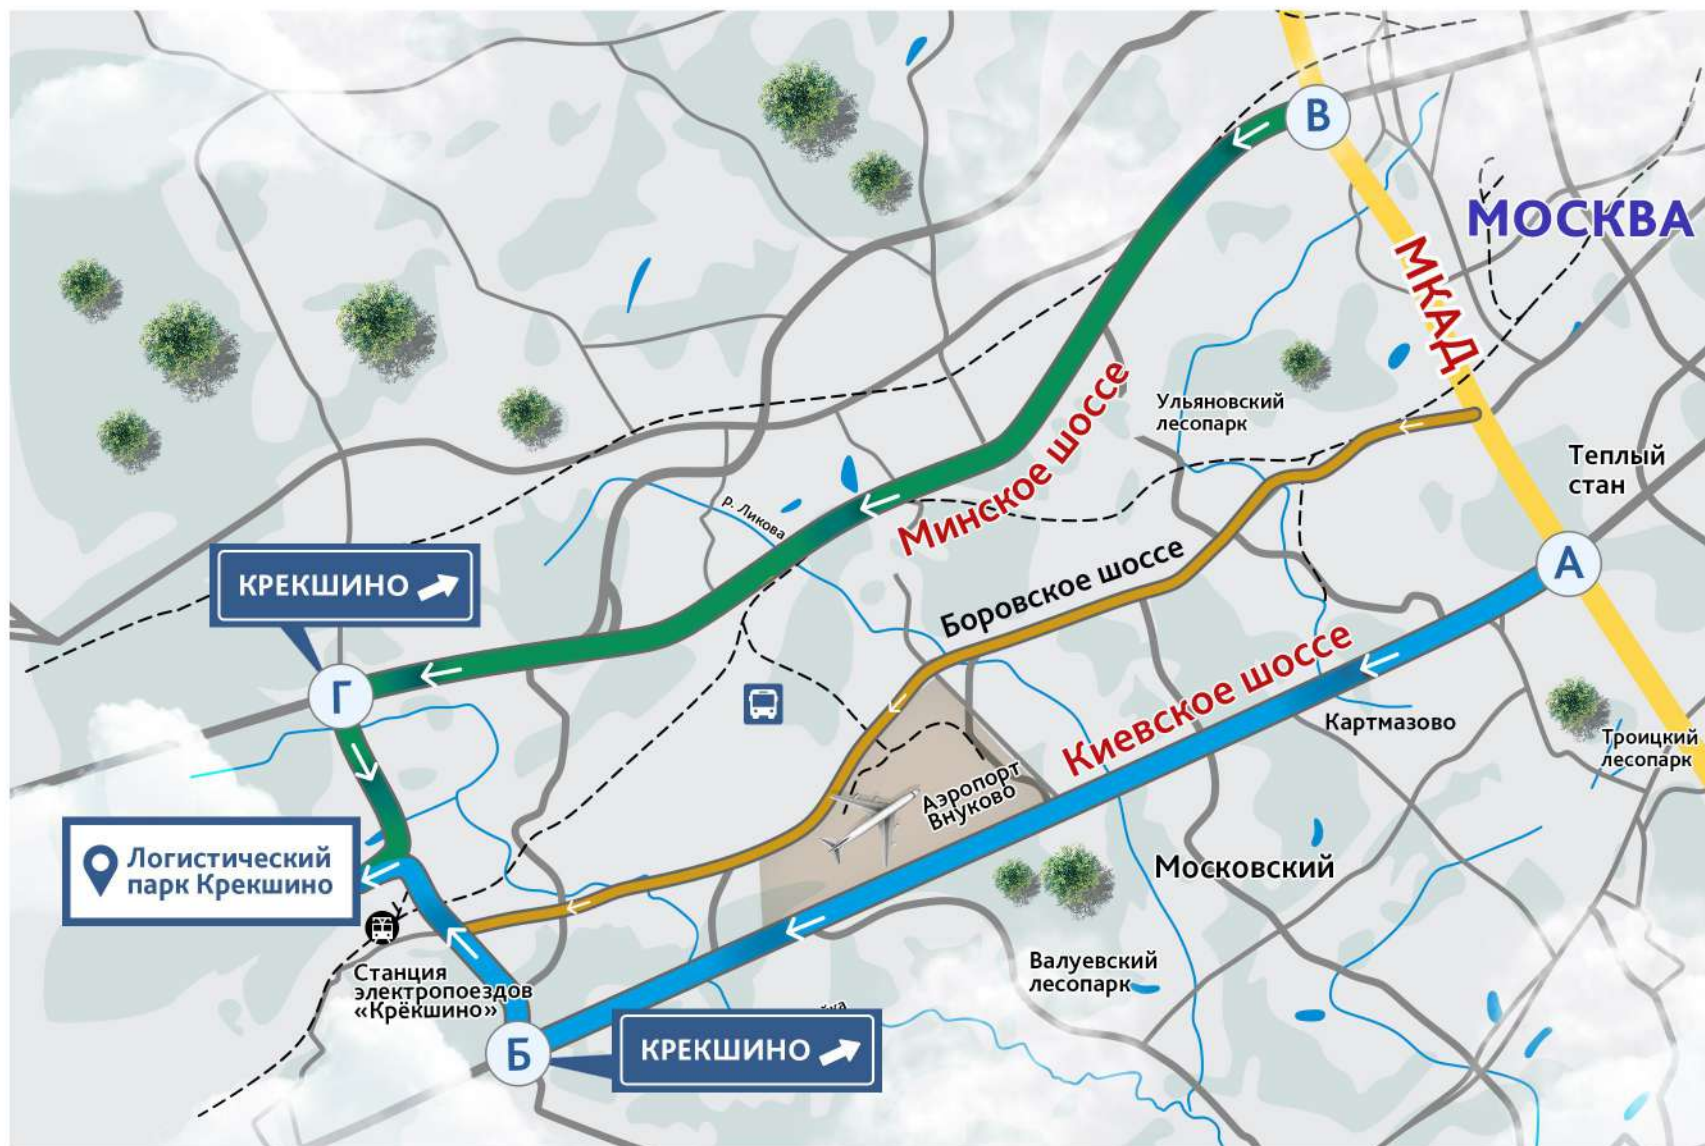 В
МОСКВА
МКАД
Ульяновский
лесопарк
Теплый
стан
Минское шоссе
р. Ликова
А
КРЕКШИНО
Боровское шоссе
Киевское шоссе
Г
Картмазово
Троицкий
лесопарк
Аэропорт
Внуково
Логистический
парк Крекшино
Московский
Станция
электропоездов
«Крёкшино»
Валуевский
лесопарк
Б
КРЕКШИНО